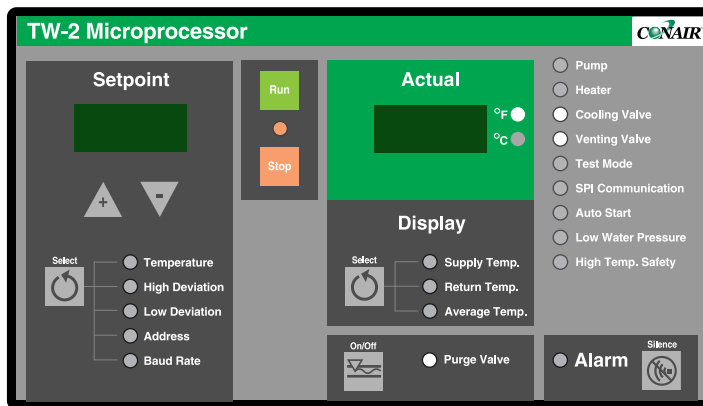 TW-2 Microprocessor
CONAIR
Setpoint
+
-
Select
Temperature
High Deviation
Low Deviation
Address
Baud Rate
Run
Stop
Actual
°F
°C
Display
Select
Supply Temp.
Return Temp.
Average Temp.
On/Off
Purge Valve
Pump
Heater
Cooling Valve
Venting Valve
Test Mode
SPI Communication
Auto Start
Low Water Pressure
High Temp. Safety
Alarm
Silence